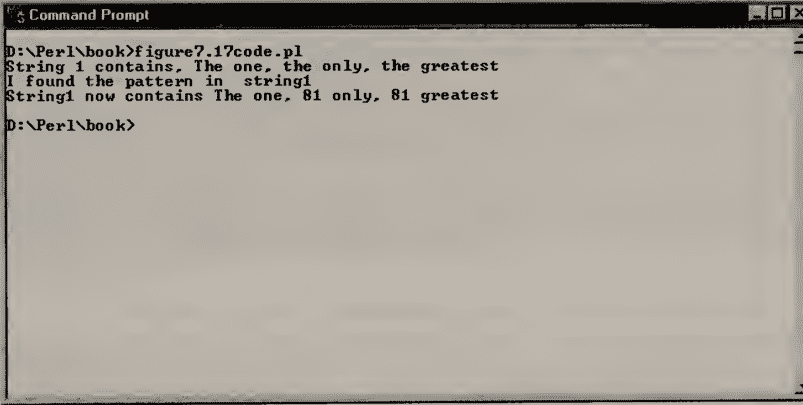 Command Prompt
D:\Perl\book>figure7.17code.pl
String 1 contains, The one, the only, the greatest
I found the pattern in  string1
String1 now contains The one, 81 only, 81 greatest
D:\Perl\book>